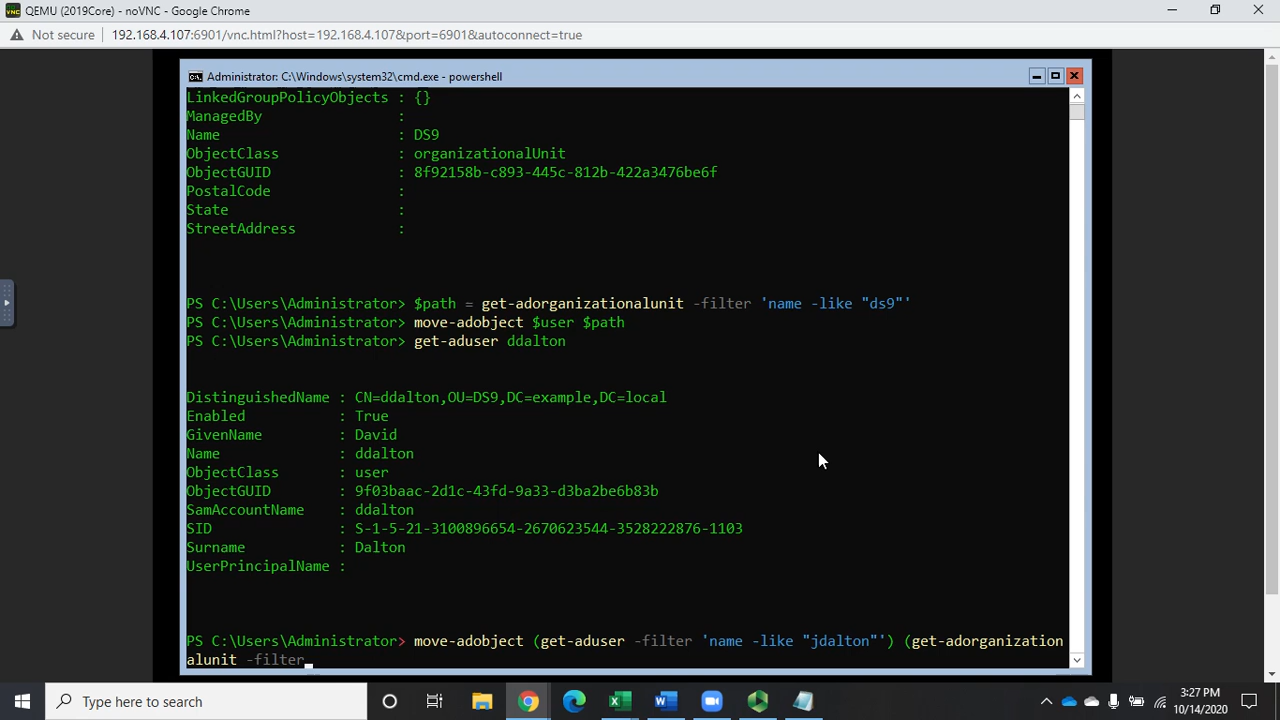 QEMU (2019Core) - noVNC - Google Chrome
Not secure | 192.168.4.107:6901/vnc.html?host=192.168.4.107&port=6901&autoconnect=true
Administrator: C:\Windows\system32\cmd.exe - powershell
LinkedGroupPolicyObjects : {}
ManagedBy :
Name : DS9
ObjectClass : organizationalUnit
ObjectGUID : 8f92158b-c893-445c-812b-422a3476be6f
PostalCode :
State :
StreetAddress :
PS C:\Users\Administrator> $path = get-adorganizationalunit -filter 'name -like "ds9"'
PS C:\Users\Administrator> move-adobject $user $path
PS C:\Users\Administrator> get-aduser ddalton
DistinguishedName : CN=ddalton,OU=DS9,DC=example,DC=local
Enabled : True
GivenName : David
Name : ddalton
ObjectClass : user
ObjectGUID : 9f03baac-2d1c-43fd-9a33-d3ba2be6b83b
SamAccountName : ddalton
SID : S-1-5-21-3100896654-2670623544-3528222876-1103
Surname : Dalton
UserPrincipalName :
PS C:\Users\Administrator> move-adobject (get-aduser -filter 'name -like "jdalton"') (get-adorganization
alunit -filter
Type here to search
3:27 PM
10/14/2020